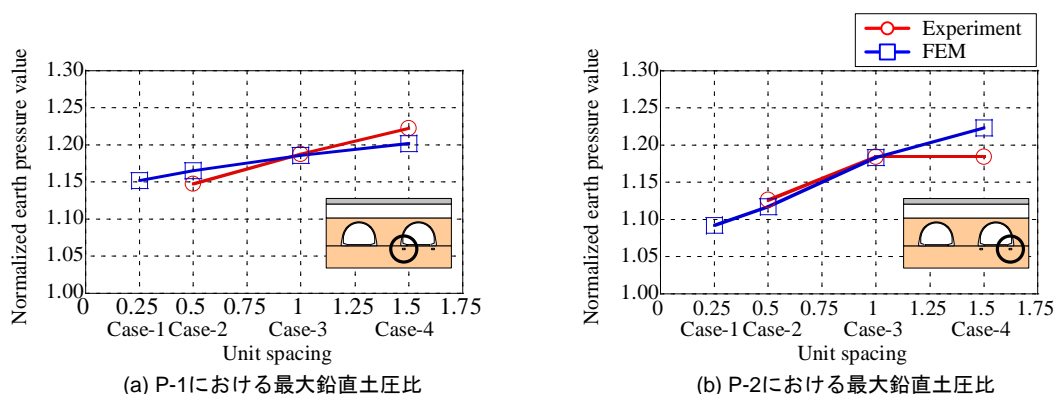 Experiment
FEM
Normalized earth pressure value
1.30
1.25
1.20
1.15
1.10
1.05
1.00
0 0.25 0.5 0.75 1 1.25 1.5 1.75
Case-1 Case-2 Case-3 Case-4
Unit spacing
(a) P-1における最大鉛直土圧比
Normalized earth pressure value
1.30
1.25
1.20
1.15
1.10
1.05
1.00
0 0.25 0.5 0.75 1 1.25 1.5 1.75
Case-1 Case-2 Case-3 Case-4
Unit spacing
(b) P-2における最大鉛直土圧比